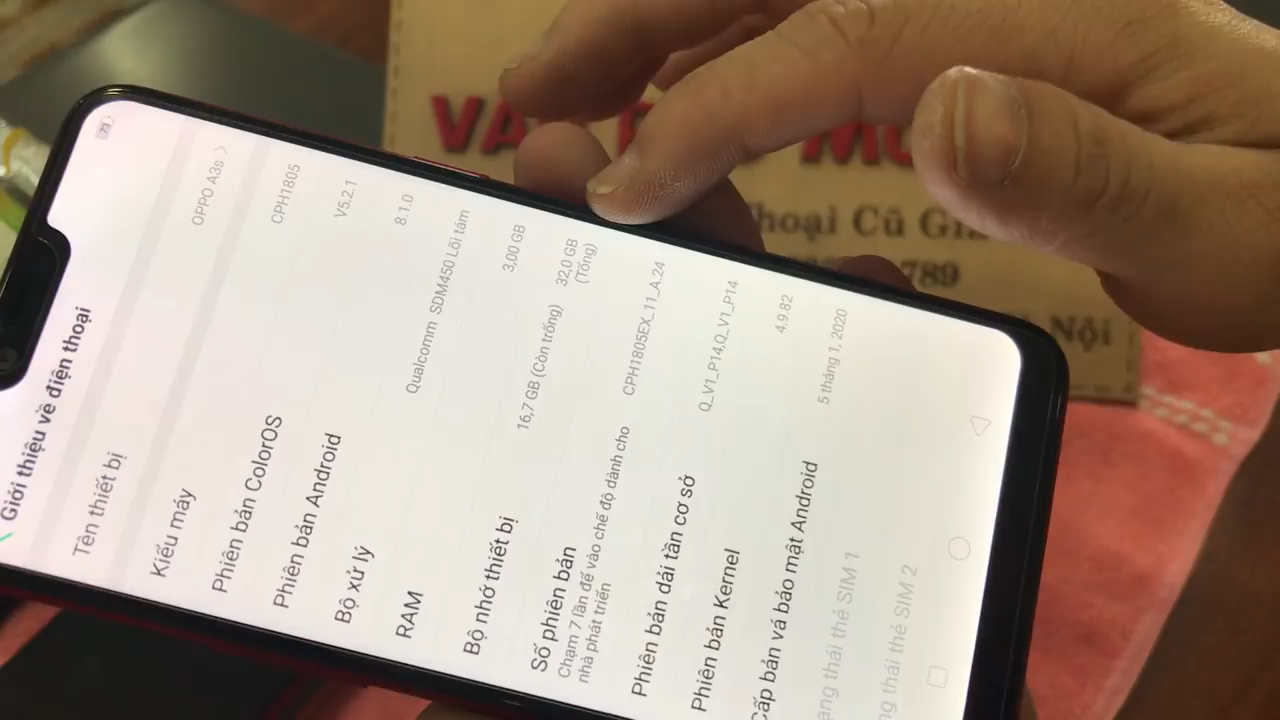 73
Giới thiệu về điện thoại
Tên thiết bị
OPPO A3s >
Kiểu máy
CPH1805
Phiên bản ColorOS
V5.2.1
Phiên bản Android
8.1.0
Bộ xử lý
Qualcomm SDM450 Lõi tám
RAM
3,00 GB
Bộ nhớ thiết bị
16,7 GB (Còn trống)
32,0 GB
(Tổng)
Số phiên bản
Chạm 7 lần để vào chế độ dành cho
nhà phát triển
CPH1805EX_11_A.24
Phiên bản dải tần cơ sở
Q_V1_P14,Q_V1_P14
Phiên bản Kernel
4.9.82
Cấp bản vá bảo mật Android
5 tháng 1, 2020
thái thẻ SIM 1
thái thẻ SIM 2
Cũ
789
Nội